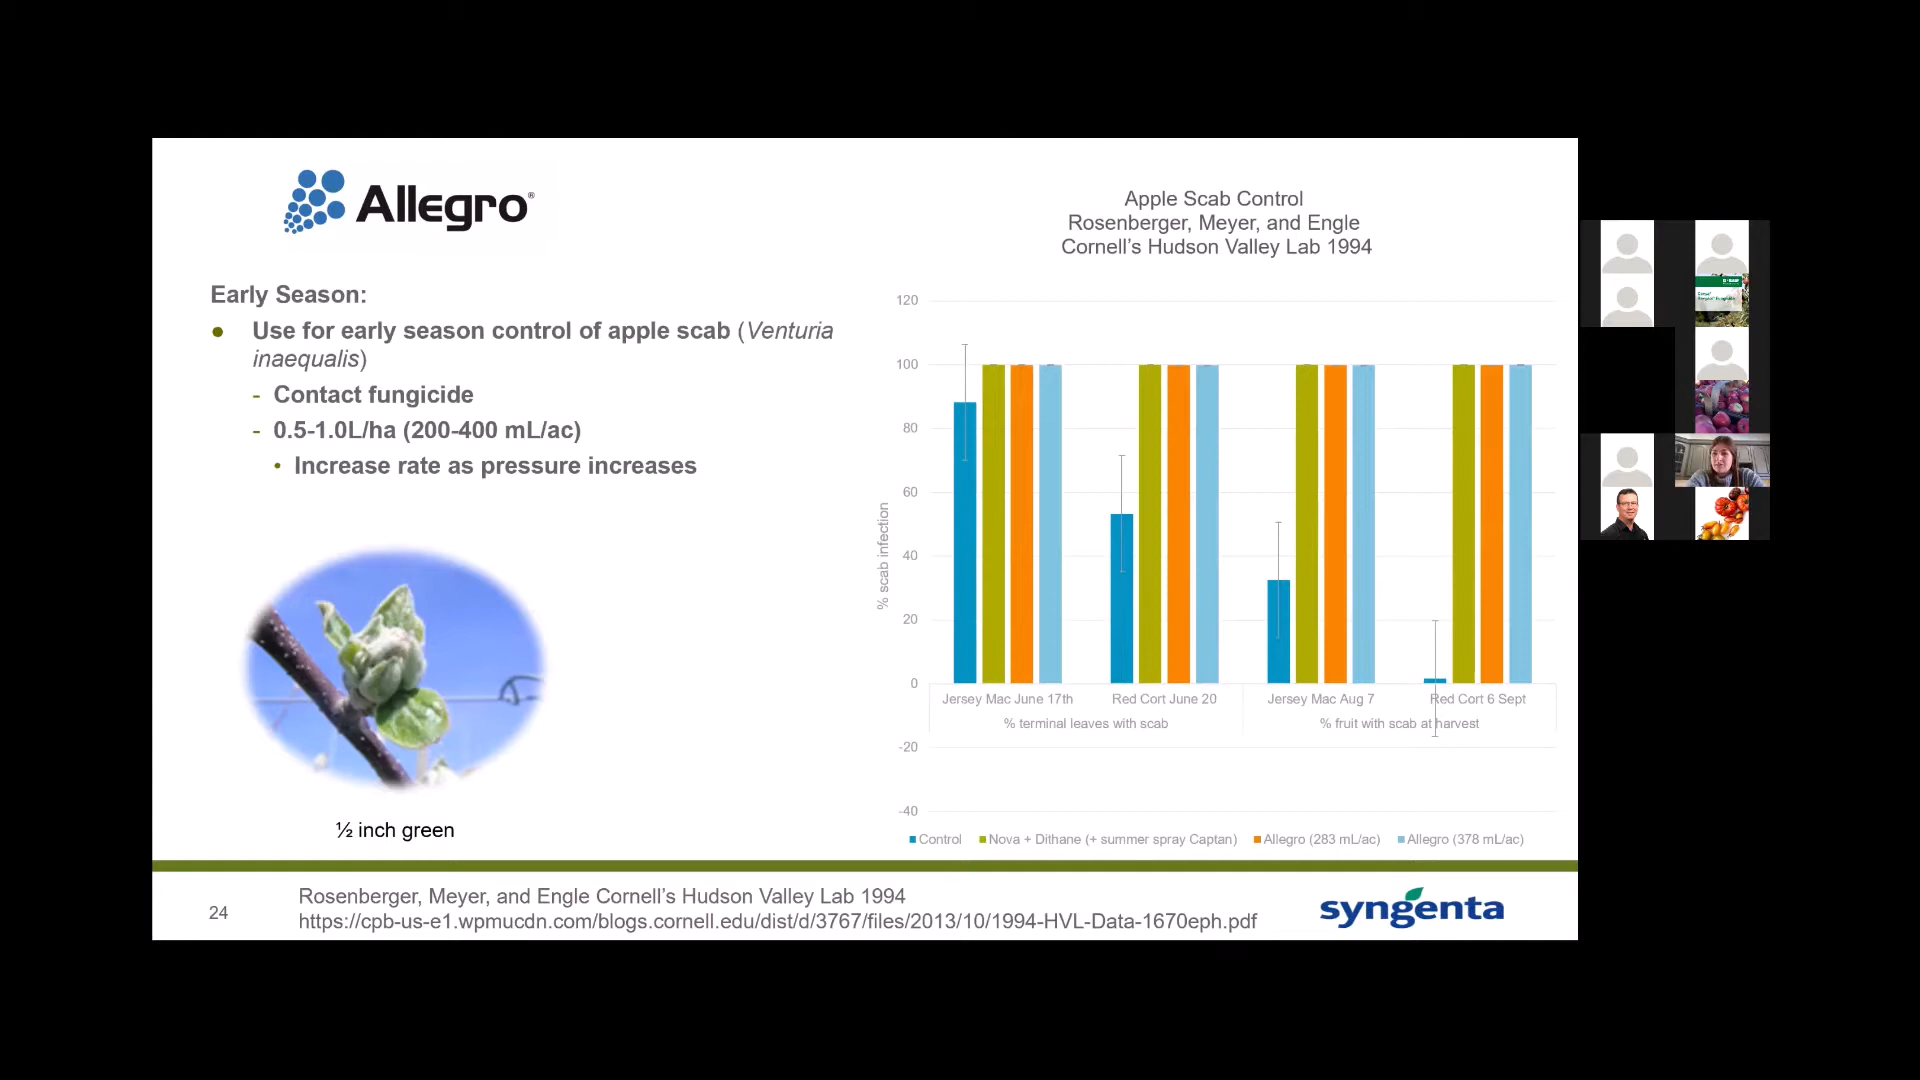 Allegro®
Early Season:
● Use for early season control of apple scab (Venturia
inaequalis)
- Contact fungicide
- 0.5-1.0L/ha (200-400 mL/ac)
• Increase rate as pressure increases
½ inch green
Apple Scab Control
Rosenberger, Meyer, and Engle
Cornell’s Hudson Valley Lab 1994
% scab infection
120
100
80
60
40
20
0
-20
-40
Jersey Mac June 17th Red Cort June 20 Jersey Mac Aug 7 Red Cort 6 Sept
% terminal leaves with scab % fruit with scab at harvest
Control Nova + Dithane (+ summer spray Captan) Allegro (283 mL/ac) Allegro (378 mL/ac)
24
Rosenberger, Meyer, and Engle Cornell’s Hudson Valley Lab 1994
https://cpb-us-e1.wpmucdn.com/blogs.cornell.edu/dist/d/3767/files/2013/10/1994-HVL-Data-1670eph.pdf
syngenta